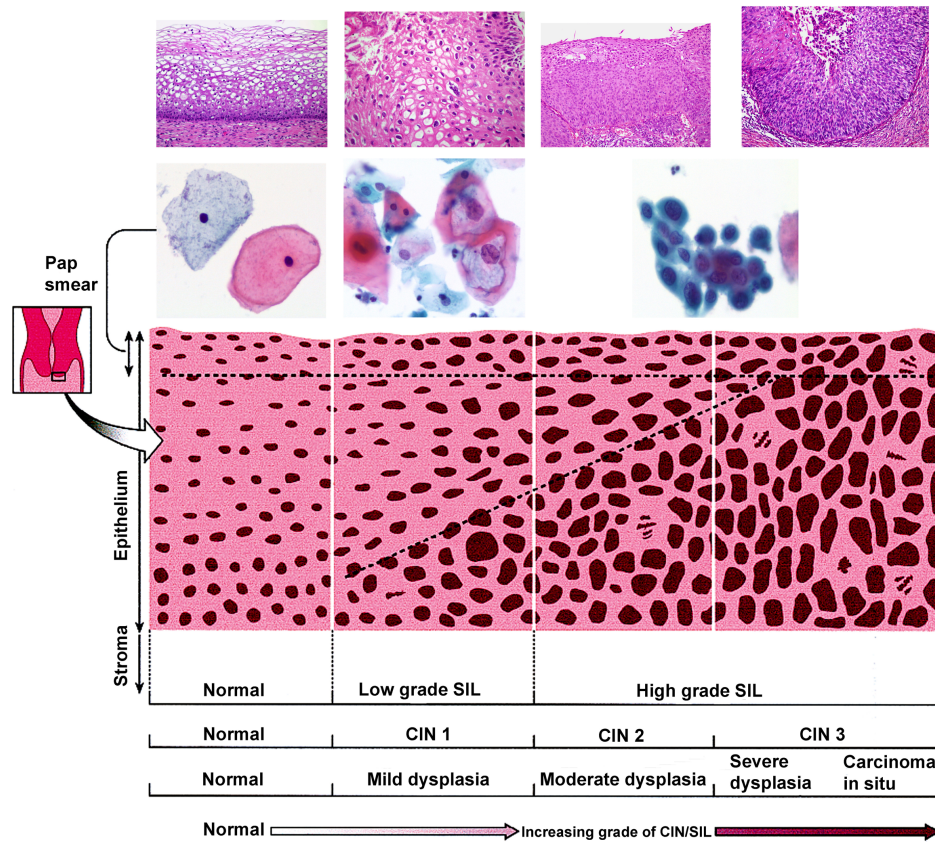 Pap
smear
Epithelium
Stroma
Normal
Low grade SIL
High grade SIL
Normal
CIN 1
CIN 2
CIN 3
Normal
Mild dysplasia
Moderate dysplasia
Severe
dysplasia
Carcinoma
in situ
Normal
Increasing grade of CIN/SIL